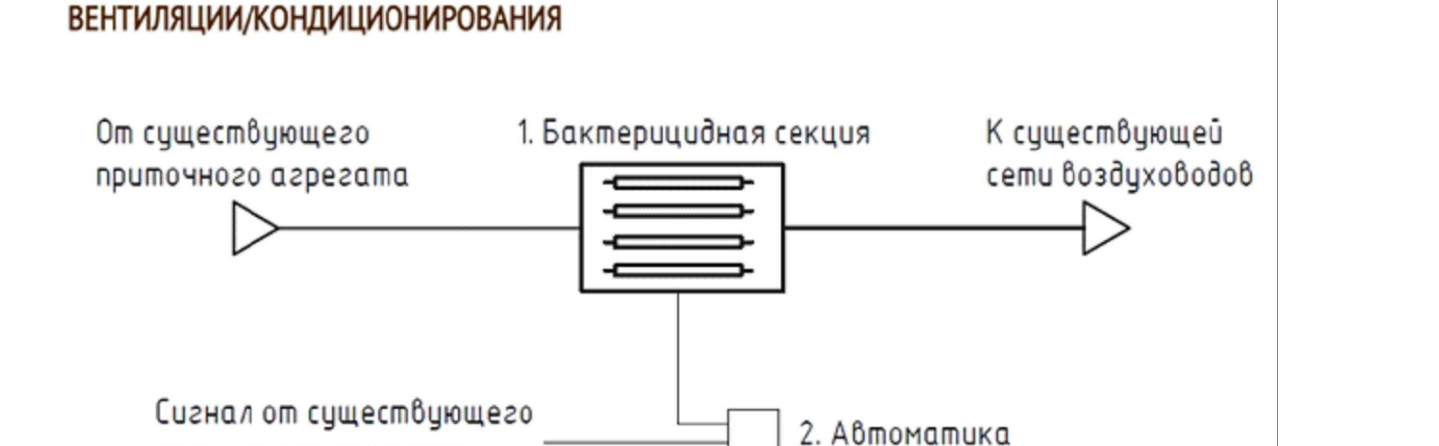 ВЕНТИЛЯЦИИ/КОНДИЦИОНИРОВАНИЯ
От существующего
приточного агрегата
1. Бактерицидная секция
К существующей
сети воздуховодов
Сигнал от существующего
2. Автоматика